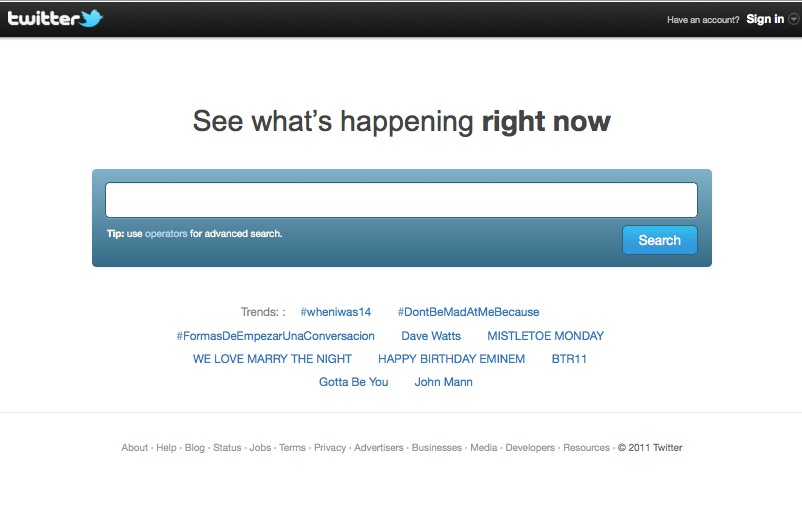 twitter Have an account? Sign in
See what's happening right now
Tip: use operators for advanced search.
Search
Trends: : #wheniwas14 #DontBeMadAtMeBecause
#FormasDeEmpezarUnaConversacion Dave Watts MISTLETOE MONDAY
WE LOVE MARRY THE NIGHT HAPPY BIRTHDAY EMINEM BTR11
Gotta Be You John Mann
About · Help · Blog · Status · Jobs · Terms · Privacy · Advertisers · Businesses · Media · Developers · Resources · © 2011 Twitter